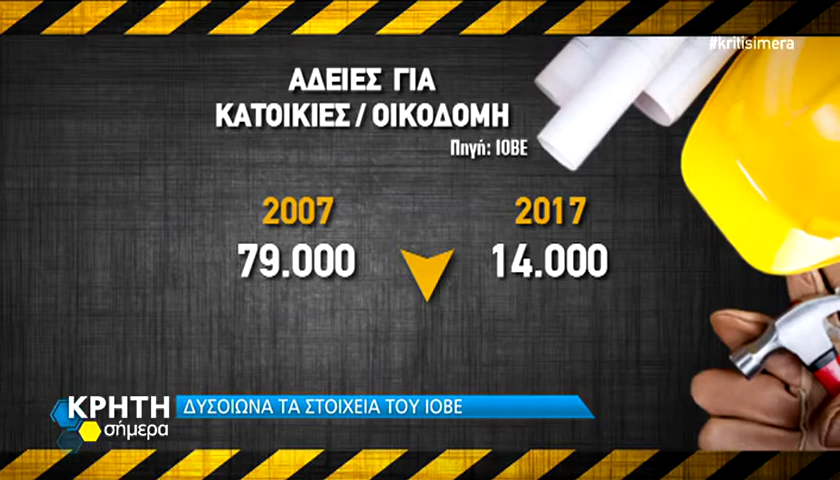 #kritisimera
ΑΔΕΙΕΣ ΓΙΑ
ΚΑΤΟΙΚΙΕΣ / ΟΙΚΟΔΟΜΗ
Πηγή: ΙΟΒΕ
2007
2017
79.000
14.000
ΚΡΗΤΗ
σήμερα
ΔΥΣΟΙΩΝΑ ΤΑ ΣΤΟΙΧΕΙΑ ΤΟΥ ΙΟΒΕ